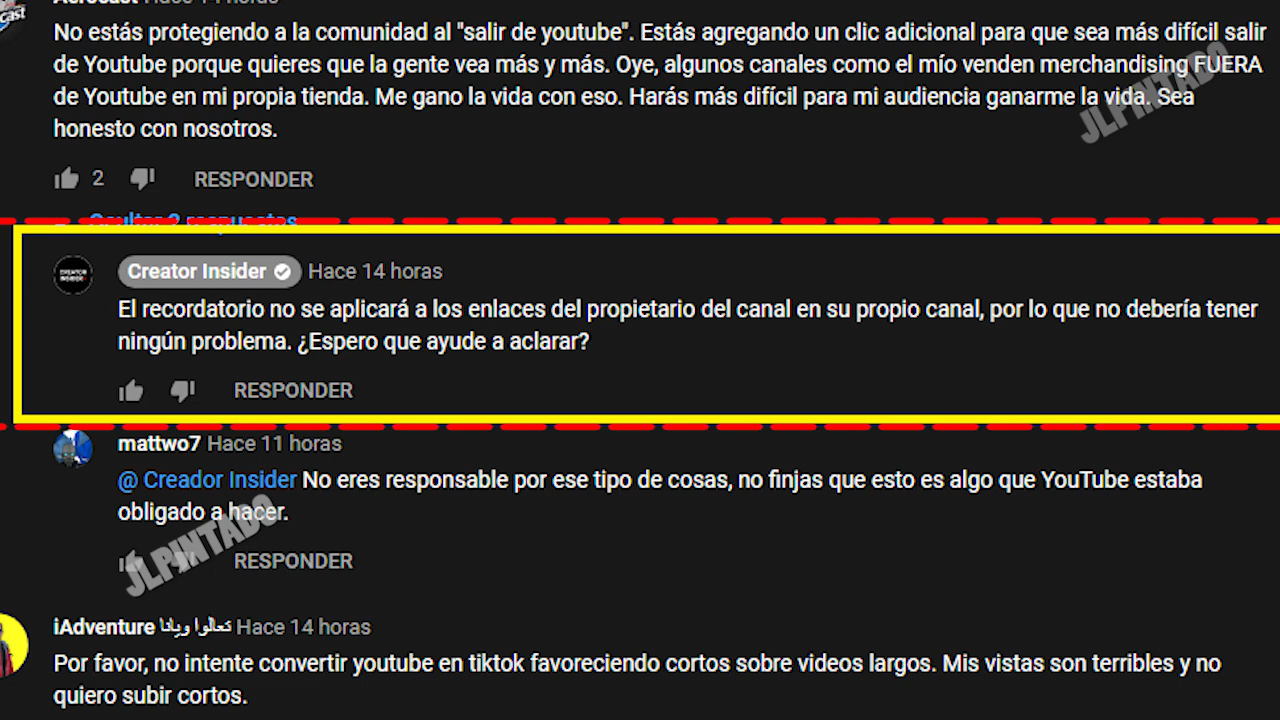 Hace 14 horas
No estás protegiendo a la comunidad al "salir de youtube". Estás agregando un clic adicional para que sea más difícil salir
de Youtube porque quieres que la gente vea más y más. Oye, algunos canales como el mío venden merchandising FUERA
de Youtube en mi propia tienda. Me gano la vida con eso. Harás más difícil para mi audiencia ganarme la vida. Sea
honesto con nosotros.
JLPINTADO
2 RESPONDER
Ocultar 2 respuestas
CREATOR
INSIDER
Creator Insider Hace 14 horas
El recordatorio no se aplicará a los enlaces del propietario del canal en su propio canal, por lo que no debería tener
ningún problema. ¿Espero que ayude a aclarar?
RESPONDER
mattwo7 Hace 11 horas
@ Creador Insider No eres responsable por ese tipo de cosas, no finjas que esto es algo que YouTube estaba
obligado a hacer.
JLPINTADO
RESPONDER
iAdventure تعالوا ويانا Hace 14 horas
Por favor, no intente convertir youtube en tiktok favoreciendo cortos sobre videos largos. Mis vistas son terribles y no
quiero subir cortos.